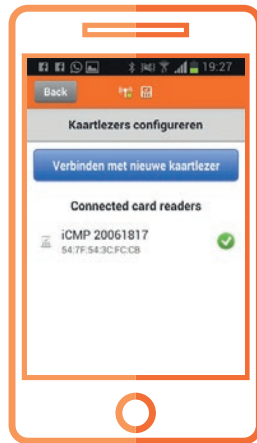 19:27
Back
Kaartlezers configureren
Verbinden met nieuwe kaartlezer
Connected card readers
iCMP 20061817
54:7F:54:3C:FC:CB